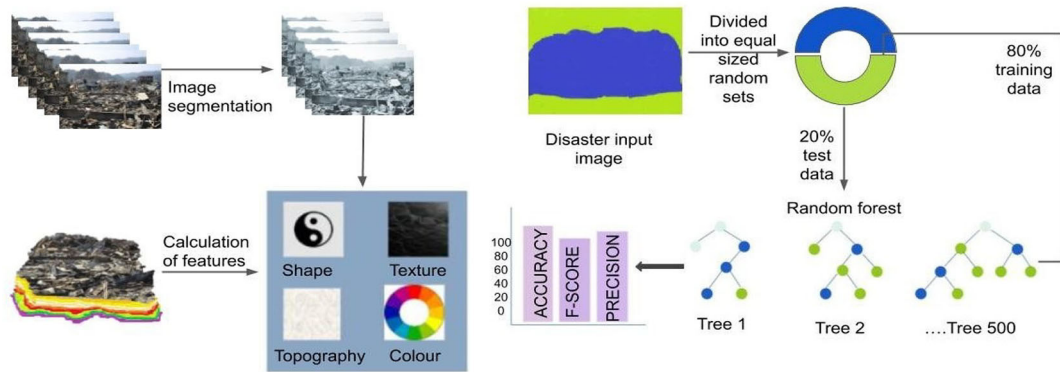 Image
segmentation
Calculation
of features
Shape
Texture
Topography
Colour
Disaster input
image
Divided
into equal
sized
random
sets
80%
training
data
20%
test
data
Random forest
100
80
60
40
20
0
ACCURACY
F-SCORE
PRECISION
Tree 1
Tree 2
....Tree 500